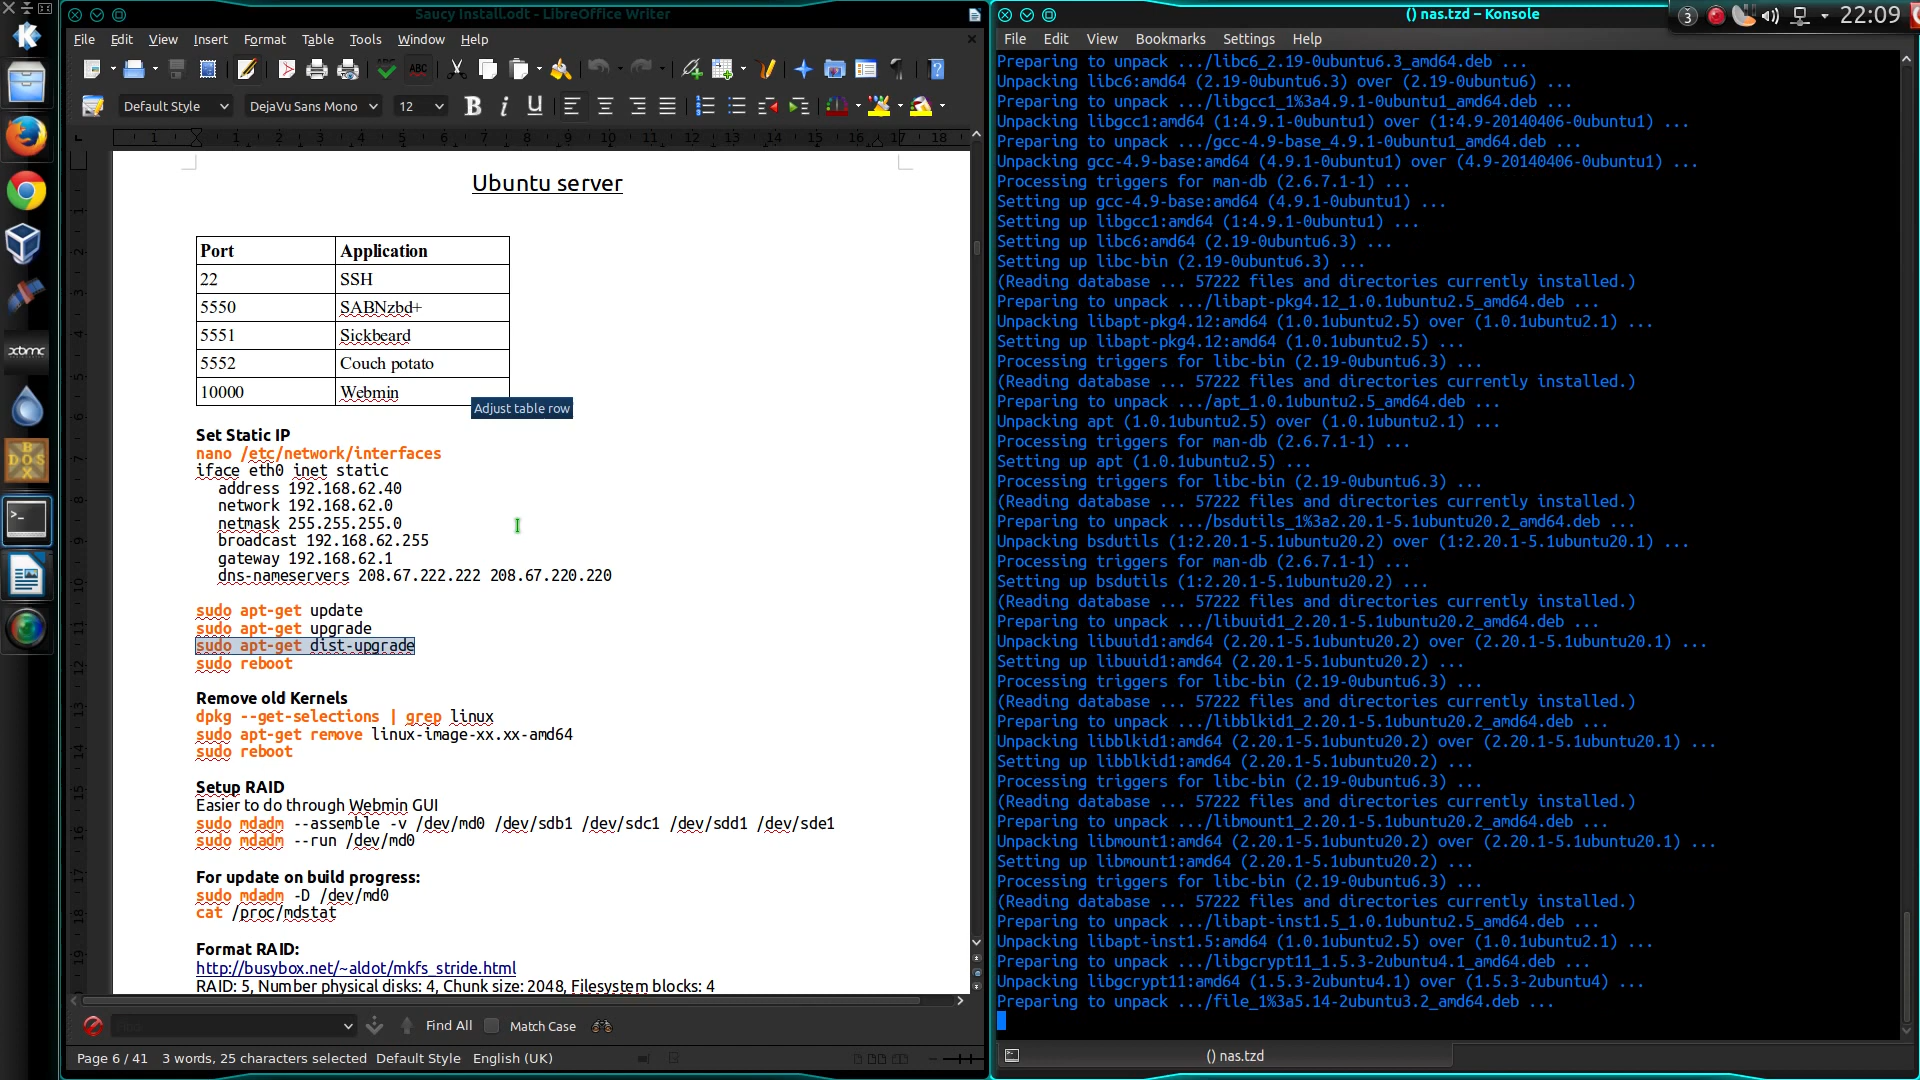 Saucy Install.odt - LibreOffice Writer
File Edit View Insert Format Table Tools Window Help
Default Style DejaVu Sans Mono 12
1 1 2 3 4 5 6 7 8 9 10 11 12 13 14 15 16 17 18
Ubuntu server
Port Application
22 SSH
5550 SABNzbd+
5551 Sickbeard
5552 Couch potato
10000 Webmin
Adjust table row
Set Static IP
nano /etc/network/interfaces
iface eth0 inet static
address 192.168.62.40
network 192.168.62.0
netmask 255.255.255.0
broadcast 192.168.62.255
gateway 192.168.62.1
dns-nameservers 208.67.222.222 208.67.220.220
sudo apt-get update
sudo apt-get upgrade
sudo apt-get dist-upgrade
sudo reboot
Remove old Kernels
dpkg --get-selections | grep linux
sudo apt-get remove linux-image-xx.xx-amd64
sudo reboot
Setup RAID
Easier to do through Webmin GUI
sudo mdadm --assemble -v /dev/md0 /dev/sdb1 /dev/sdc1 /dev/sdd1 /dev/sde1
sudo mdadm --run /dev/md0
For update on build progress:
sudo mdadm -D /dev/md0
cat /proc/mdstat
Format RAID:
http://busybox.net/~aldot/mkfs_stride.html
RAID: 5, Number physical disks: 4, Chunk size: 2048, Filesystem blocks: 4
Find All Match Case
Page 6 / 41 3 words, 25 characters selected Default Style English (UK)
xbmc
() nas.tzd – Konsole
3 22:09
File Edit View Bookmarks Settings Help
Preparing to unpack .../libc6_2.19-0ubuntu6.3_amd64.deb ...
Unpacking libc6:amd64 (2.19-0ubuntu6.3) over (2.19-0ubuntu6) ...
Preparing to unpack .../libgcc1_1%3a4.9.1-0ubuntu1_amd64.deb ...
Unpacking libgcc1:amd64 (1:4.9.1-0ubuntu1) over (1:4.9-20140406-0ubuntu1) ...
Preparing to unpack .../gcc-4.9-base_4.9.1-0ubuntu1_amd64.deb ...
Unpacking gcc-4.9-base:amd64 (4.9.1-0ubuntu1) over (4.9-20140406-0ubuntu1) ...
Processing triggers for man-db (2.6.7.1-1) ...
Setting up gcc-4.9-base:amd64 (4.9.1-0ubuntu1) ...
Setting up libgcc1:amd64 (1:4.9.1-0ubuntu1) ...
Setting up libc6:amd64 (2.19-0ubuntu6.3) ...
Setting up libc-bin (2.19-0ubuntu6.3) ...
(Reading database ... 57222 files and directories currently installed.)
Preparing to unpack .../libapt-pkg4.12_1.0.1ubuntu2.5_amd64.deb ...
Unpacking libapt-pkg4.12:amd64 (1.0.1ubuntu2.5) over (1.0.1ubuntu2.1) ...
Setting up libapt-pkg4.12:amd64 (1.0.1ubuntu2.5) ...
Processing triggers for libc-bin (2.19-0ubuntu6.3) ...
(Reading database ... 57222 files and directories currently installed.)
Preparing to unpack .../apt_1.0.1ubuntu2.5_amd64.deb ...
Unpacking apt (1.0.1ubuntu2.5) over (1.0.1ubuntu2.1) ...
Processing triggers for man-db (2.6.7.1-1) ...
Setting up apt (1.0.1ubuntu2.5) ...
Processing triggers for libc-bin (2.19-0ubuntu6.3) ...
(Reading database ... 57222 files and directories currently installed.)
Preparing to unpack .../bsdutils_1%3a2.20.1-5.1ubuntu20.2_amd64.deb ...
Unpacking bsdutils (1:2.20.1-5.1ubuntu20.2) over (1:2.20.1-5.1ubuntu20.1) ...
Processing triggers for man-db (2.6.7.1-1) ...
Setting up bsdutils (1:2.20.1-5.1ubuntu20.2) ...
(Reading database ... 57222 files and directories currently installed.)
Preparing to unpack .../libuuid1_2.20.1-5.1ubuntu20.2_amd64.deb ...
Unpacking libuuid1:amd64 (2.20.1-5.1ubuntu20.2) over (2.20.1-5.1ubuntu20.1) ...
Setting up libuuid1:amd64 (2.20.1-5.1ubuntu20.2) ...
Processing triggers for libc-bin (2.19-0ubuntu6.3) ...
(Reading database ... 57222 files and directories currently installed.)
Preparing to unpack .../libblkid1_2.20.1-5.1ubuntu20.2_amd64.deb ...
Unpacking libblkid1:amd64 (2.20.1-5.1ubuntu20.2) over (2.20.1-5.1ubuntu20.1) ...
Setting up libblkid1:amd64 (2.20.1-5.1ubuntu20.2) ...
Processing triggers for libc-bin (2.19-0ubuntu6.3) ...
(Reading database ... 57222 files and directories currently installed.)
Preparing to unpack .../libmount1_2.20.1-5.1ubuntu20.2_amd64.deb ...
Unpacking libmount1:amd64 (2.20.1-5.1ubuntu20.2) over (2.20.1-5.1ubuntu20.1) ...
Setting up libmount1:amd64 (2.20.1-5.1ubuntu20.2) ...
Processing triggers for libc-bin (2.19-0ubuntu6.3) ...
(Reading database ... 57222 files and directories currently installed.)
Preparing to unpack .../libapt-inst1.5_1.0.1ubuntu2.5_amd64.deb ...
Unpacking libapt-inst1.5:amd64 (1.0.1ubuntu2.5) over (1.0.1ubuntu2.1) ...
Preparing to unpack .../libgcrypt11_1.5.3-2ubuntu4.1_amd64.deb ...
Unpacking libgcrypt11:amd64 (1.5.3-2ubuntu4.1) over (1.5.3-2ubuntu4) ...
Preparing to unpack .../file_1%3a5.14-2ubuntu3.2_amd64.deb ...
() nas.tzd